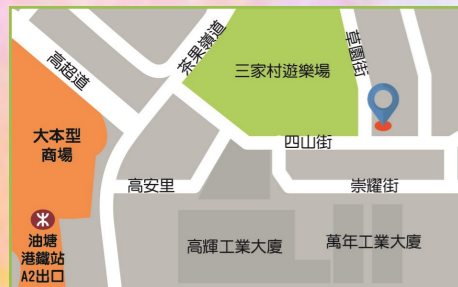 茶果嶺道
草園街
三家村遊樂場
高超道
大本型
商場
四山街
高安里
崇耀街
油塘
港鐵站
A2出口
高輝工業大廈
萬年工業大廈